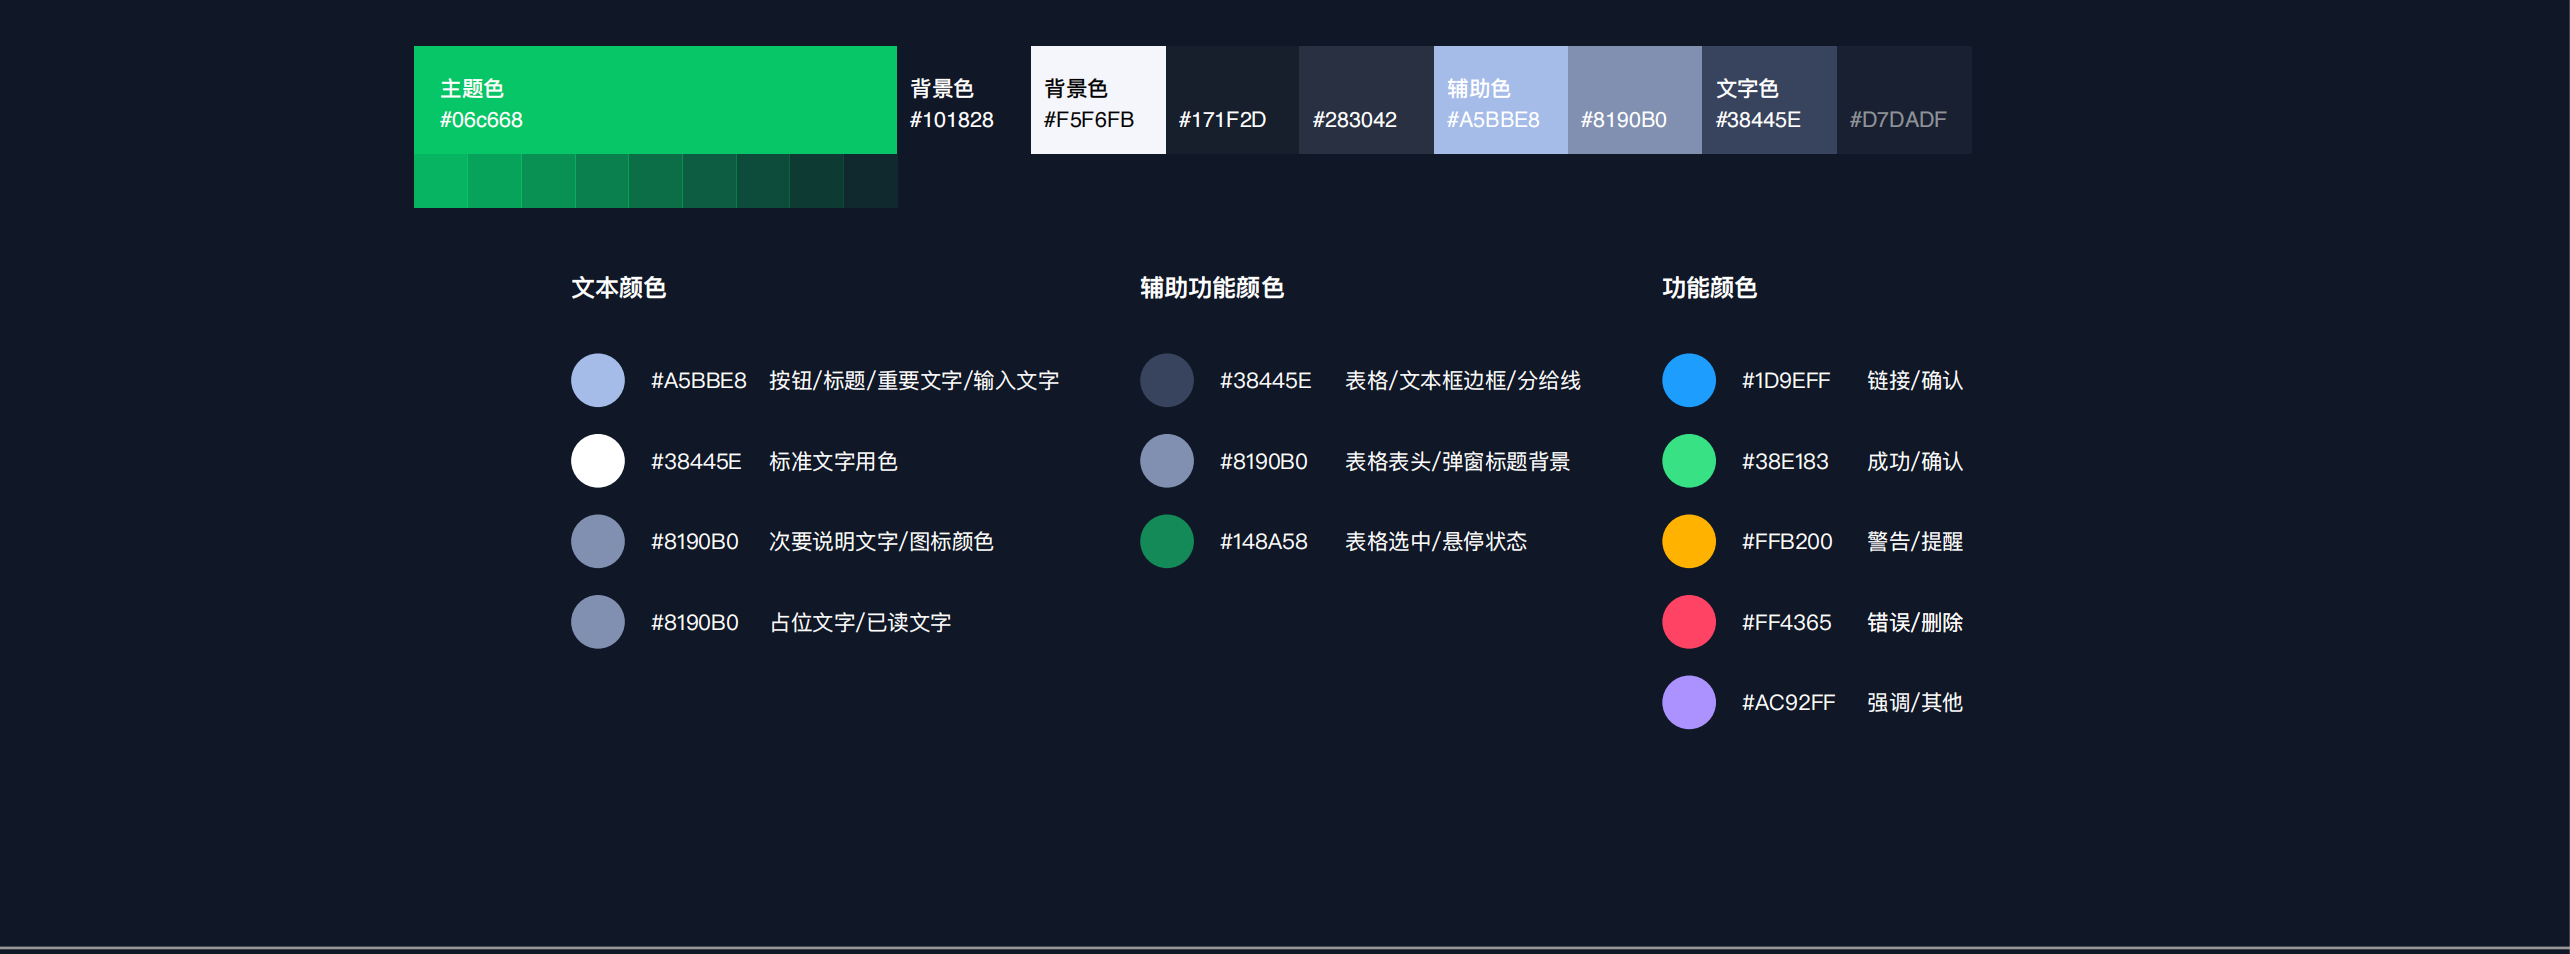 主题色
#06c668
背景色
#101828
背景色
#F5F6FB
#171F2D
#283042
辅助色
#A5BBE8
#8190B0
文字色
#38445E
#D7DADF
文本颜色
#A5BBE8 按钮/标题/重要文字/输入文字
#38445E 标准文字用色
#8190B0 次要说明文字/图标颜色
#8190B0 占位文字/已读文字
辅助功能颜色
#38445E 表格/文本框边框/分给线
#8190B0 表格表头/弹窗标题背景
#148A58 表格选中/悬停状态
功能颜色
#1D9EFF 链接/确认
#38E183 成功/确认
#FFB200 警告/提醒
#FF4365 错误/删除
#AC92FF 强调/其他